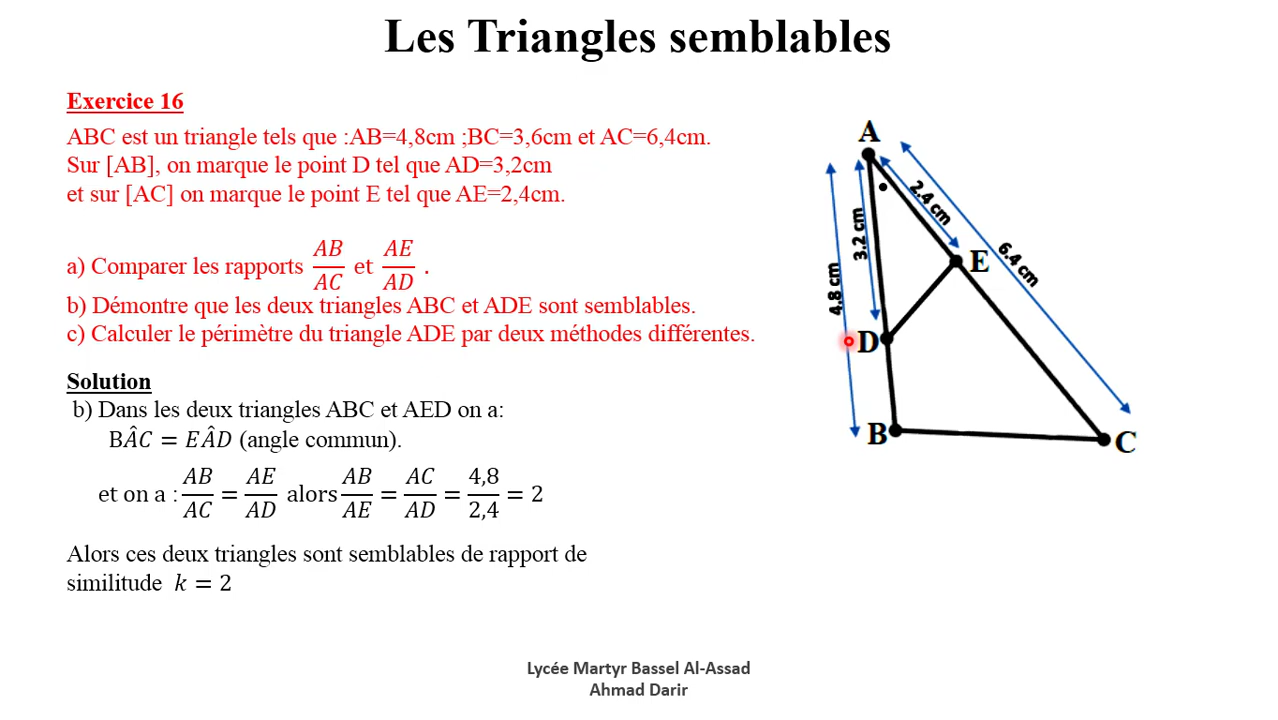 Les Triangles semblables
Exercice 16
ABC est un triangle tels que :AB=4,8cm ;BC=3,6cm et AC=6,4cm.
Sur [AB], on marque le point D tel que AD=3,2cm
et sur [AC] on marque le point E tel que AE=2,4cm.
a) Comparer les rapports AB/AC et AE/AD .
b) Démontre que les deux triangles ABC et ADE sont semblables.
c) Calculer le périmètre du triangle ADE par deux méthodes différentes.
Solution
b) Dans les deux triangles ABC et AED on a:
BÂC = EÂD (angle commun).
et on a : AB/AC = AE/AD alors AB/AE = AC/AD = 4,8/2,4 = 2
Alors ces deux triangles sont semblables de rapport de
similitude k = 2
A
2.4 cm
3.2 cm
6.4 cm
4.8 cm
E
D
B
C
Lycée Martyr Bassel Al-Assad
Ahmad Darir